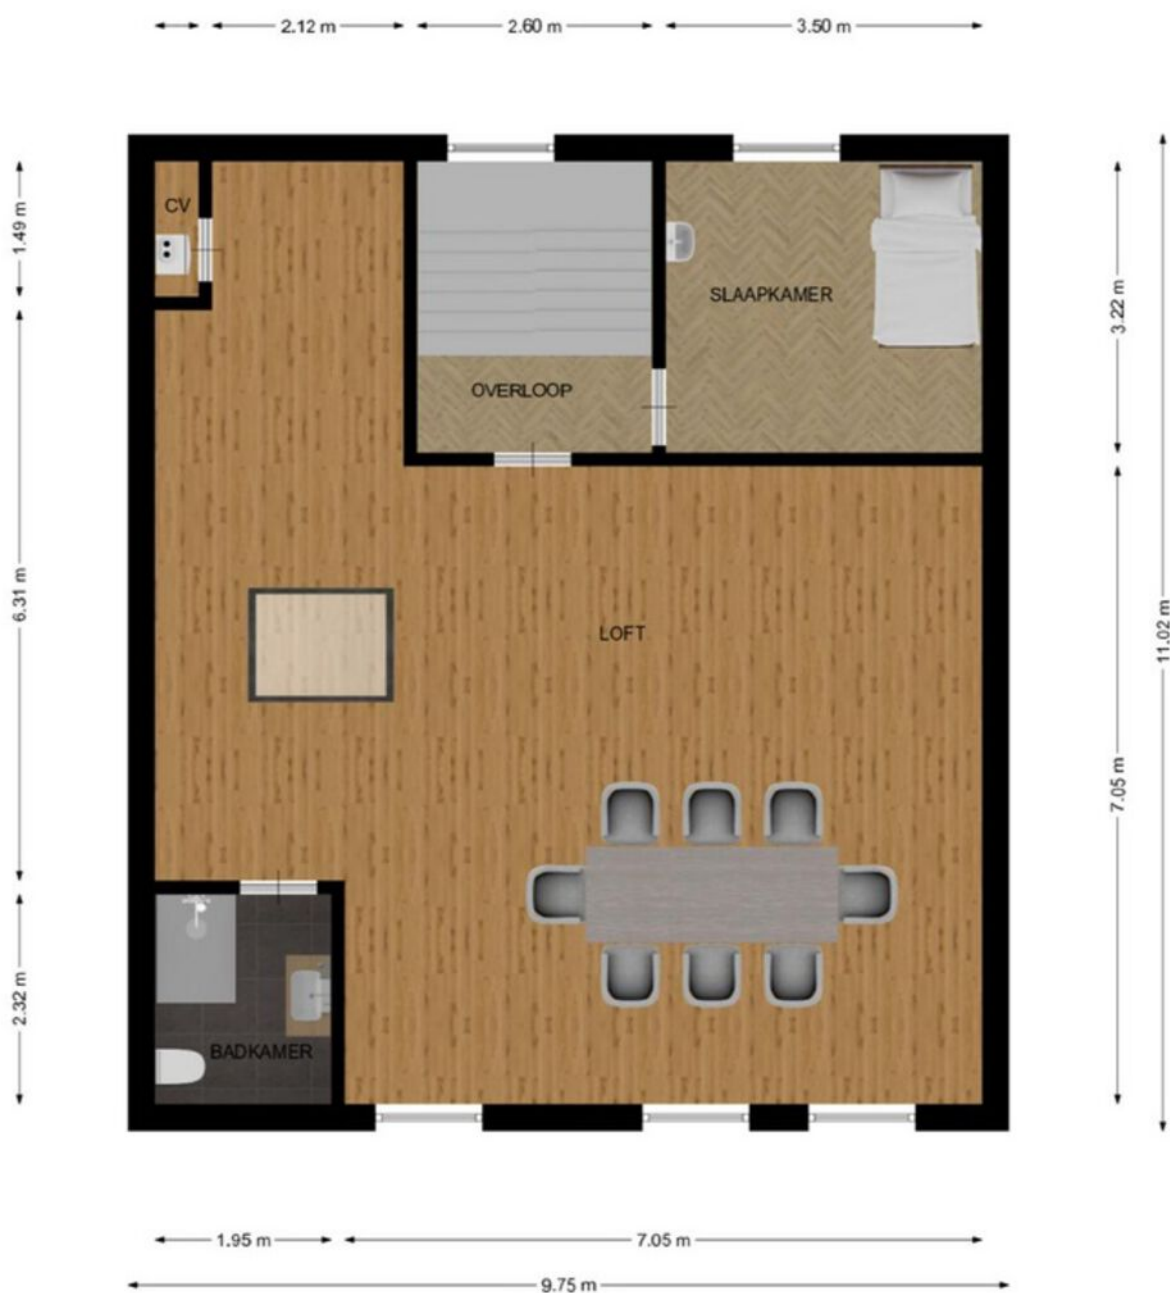 2.12 m
2.60 m
3.50 m
CV
1.49 m
SLAAPKAMER
3.22 m
OVERLOOP
6.31 m
LOFT
11.02 m
7.05 m
2.32 m
BADKAMER
1.95 m
7.05 m
9.75 m